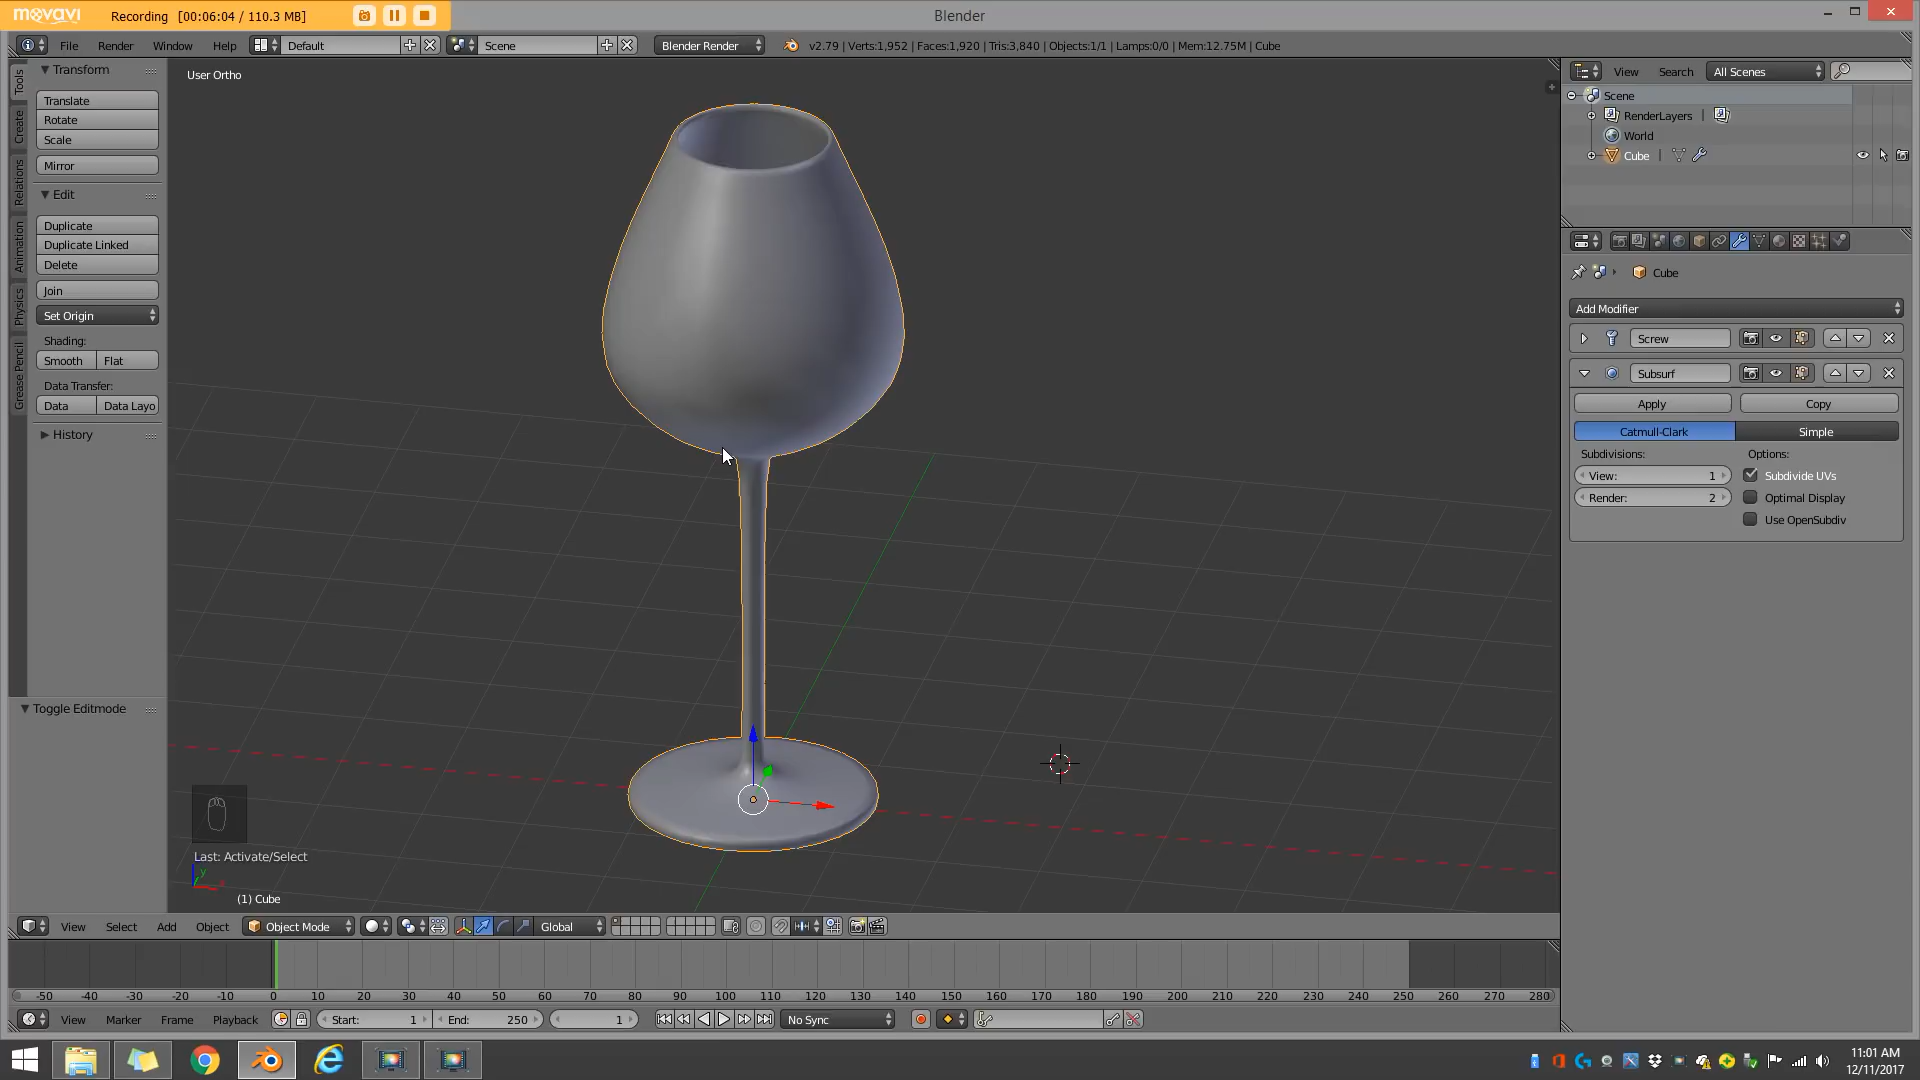 movavi
Recording [00:06:04 / 110.3 MB]
Blender
File Render Window Help Default Scene Blender Render v2.79 | Verts:1,952 | Faces:1,920 | Tris:3,840 | Objects:1/1 | Lamps:0/0 | Mem:12.75M | Cube
Tools
Create
Relations
Animation
Physics
Grease Pencil
Transform
Translate
Rotate
Scale
Mirror
Edit
Duplicate
Duplicate Linked
Delete
Join
Set Origin
Shading:
Smooth Flat
Data Transfer:
Data Data Layo
History
Toggle Editmode
User Ortho
Last: Activate/Select
z
y
x
(1) Cube
View Select Add Object Object Mode Global
View Search All Scenes
Scene
RenderLayers |
World
Cube |
Cube
Add Modifier
Screw
Subsurf
Apply Copy
Catmull-Clark Simple
Subdivisions: Options:
View: 1 Subdivide UVs
Render: 2 Optimal Display
Use OpenSubdiv
-50 -40 -30 -20 -10 0 10 20 30 40 50 60 70 80 90 100 110 120 130 140 150 160 170 180 190 200 210 220 230 240 250 260 270 280
View Marker Frame Playback Start: 1 End: 250 1 No Sync
11:01 AM
12/11/2017